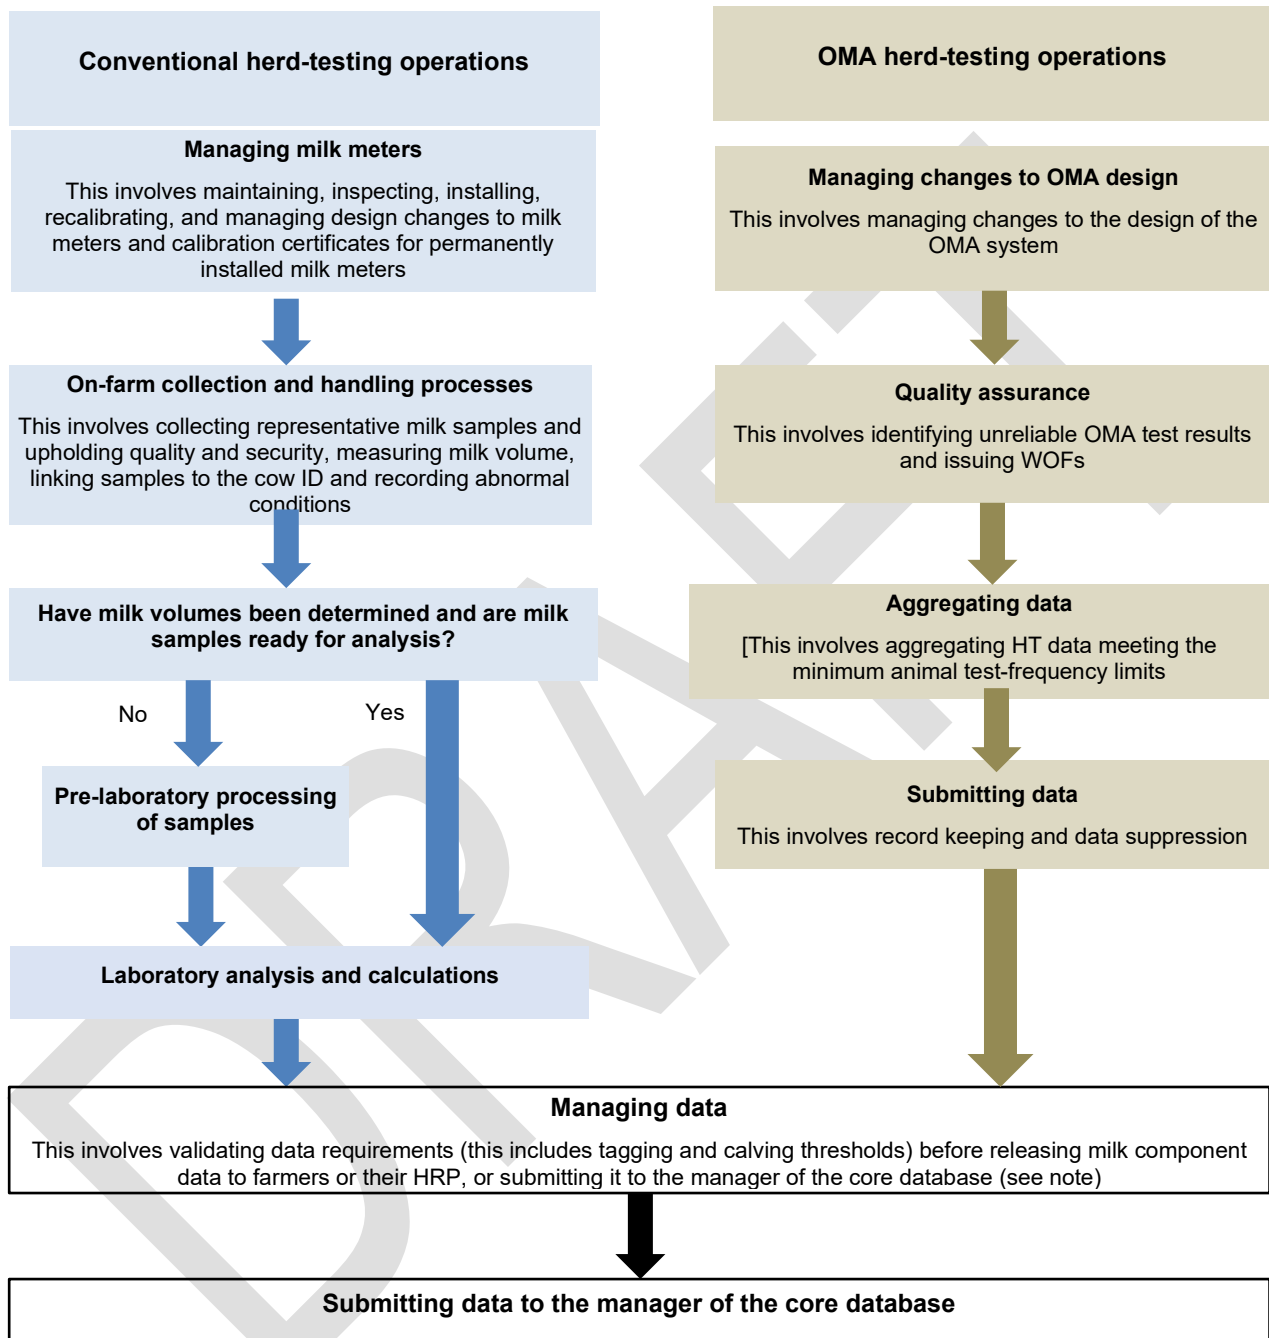 Conventional herd-testing operations
Managing milk meters
This involves maintaining, inspecting, installing,
recalibrating, and managing design changes to milk
meters and calibration certificates for permanently
installed milk meters
On-farm collection and handling processes
This involves collecting representative milk samples and
upholding quality and security, measuring milk volume,
linking samples to the cow ID and recording abnormal
conditions
Have milk volumes been determined and are milk
samples ready for analysis?
No
Yes
Pre-laboratory processing
of samples
Laboratory analysis and calculations
OMA herd-testing operations
Managing changes to OMA design
This involves managing changes to the design of the
OMA system
Quality assurance
This involves identifying unreliable OMA test results
and issuing WOFs
Aggregating data
[This involves aggregating HT data meeting the
minimum animal test-frequency limits
Submitting data
This involves record keeping and data suppression
Managing data
This involves validating data requirements (this includes tagging and calving thresholds) before releasing milk component
data to farmers or their HRP, or submitting it to the manager of the core database (see note)
Submitting data to the manager of the core database
DRAFT